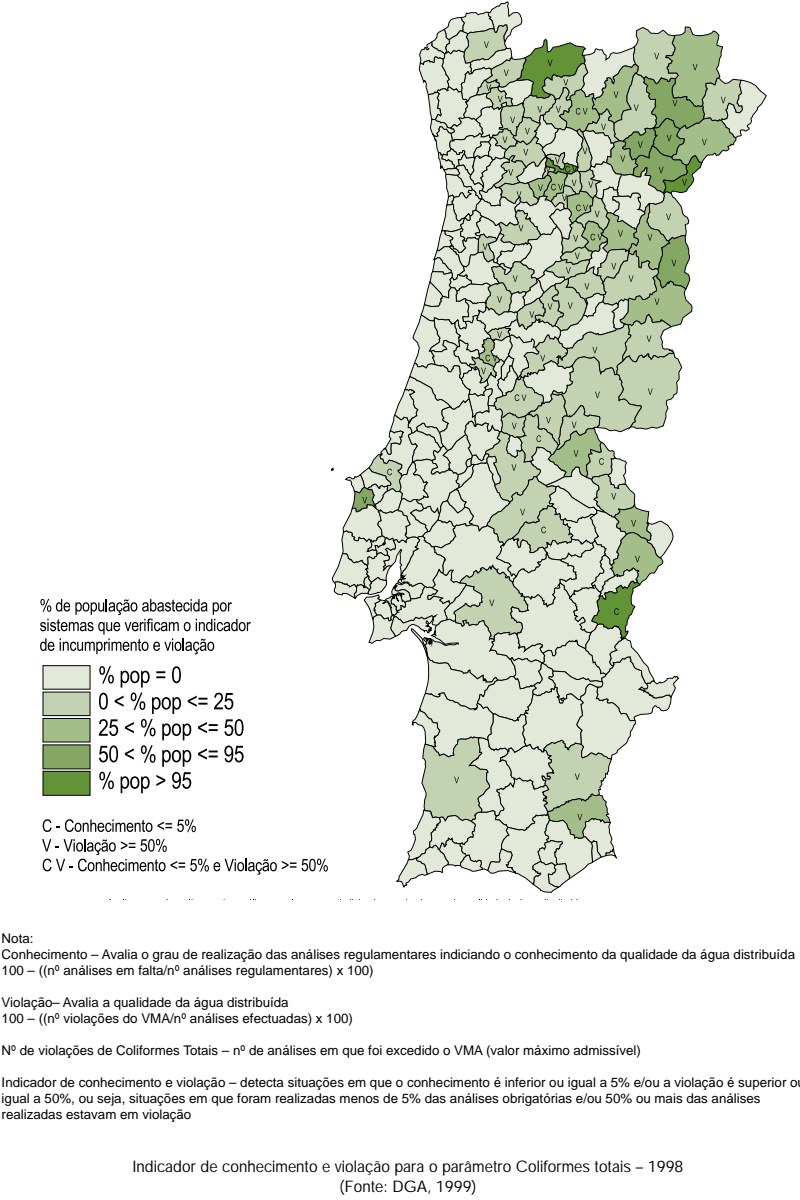 % de população abastecida por
sistemas que verificam o indicador
de incumprimento e violação
% pop = 0
0 < % pop <= 25
25 < % pop <= 50
50 < % pop <= 95
% pop > 95
C - Conhecimento <= 5%
V - Violação >= 50%
C V - Conhecimento <= 5% e Violação >= 50%
Nota:
Conhecimento – Avalia o grau de realização das análises regulamentares indiciando o conhecimento da qualidade da água distribuída
100 – ((nº análises em falta/nº análises regulamentares) x 100)
Violação– Avalia a qualidade da água distribuída
100 – ((nº violações do VMA/nº análises efectuadas) x 100)
Nº de violações de Coliformes Totais – nº de análises em que foi excedido o VMA (valor máximo admissível)
Indicador de conhecimento e violação – detecta situações em que o conhecimento é inferior ou igual a 5% e/ou a violação é superior ou
igual a 50%, ou seja, situações em que foram realizadas menos de 5% das análises obrigatórias e/ou 50% ou mais das análises
realizadas estavam em violação
Indicador de conhecimento e violação para o parâmetro Coliformes totais – 1998
(Fonte: DGA, 1999)